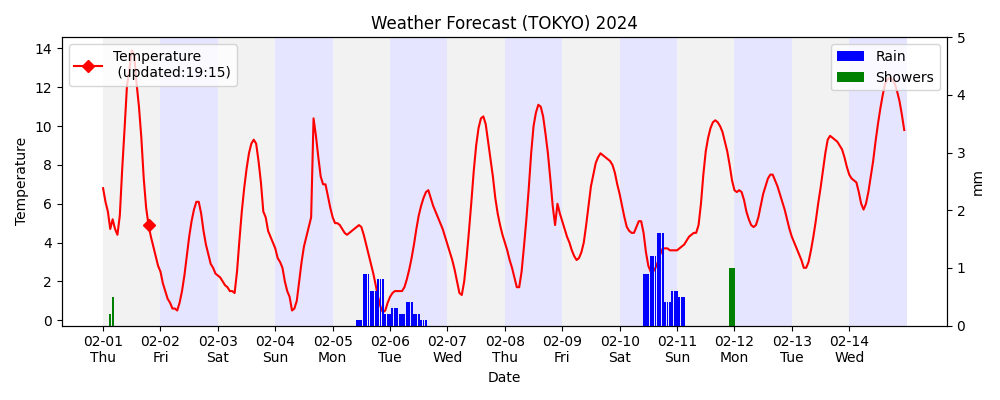 Weather Forecast (TOKYO) 2024
Temperature
(updated:19:15)
Rain
Showers
Temperature
14
12
10
8
6
4
2
0
5
4
3
2
1
0
mm
02-01 02-02 02-03 02-04 02-05 02-06 02-07 02-08 02-09 02-10 02-11 02-12 02-13 02-14
Thu Fri Sat Sun Mon Tue Wed Thu Fri Sat Sun Mon Tue Wed
Date